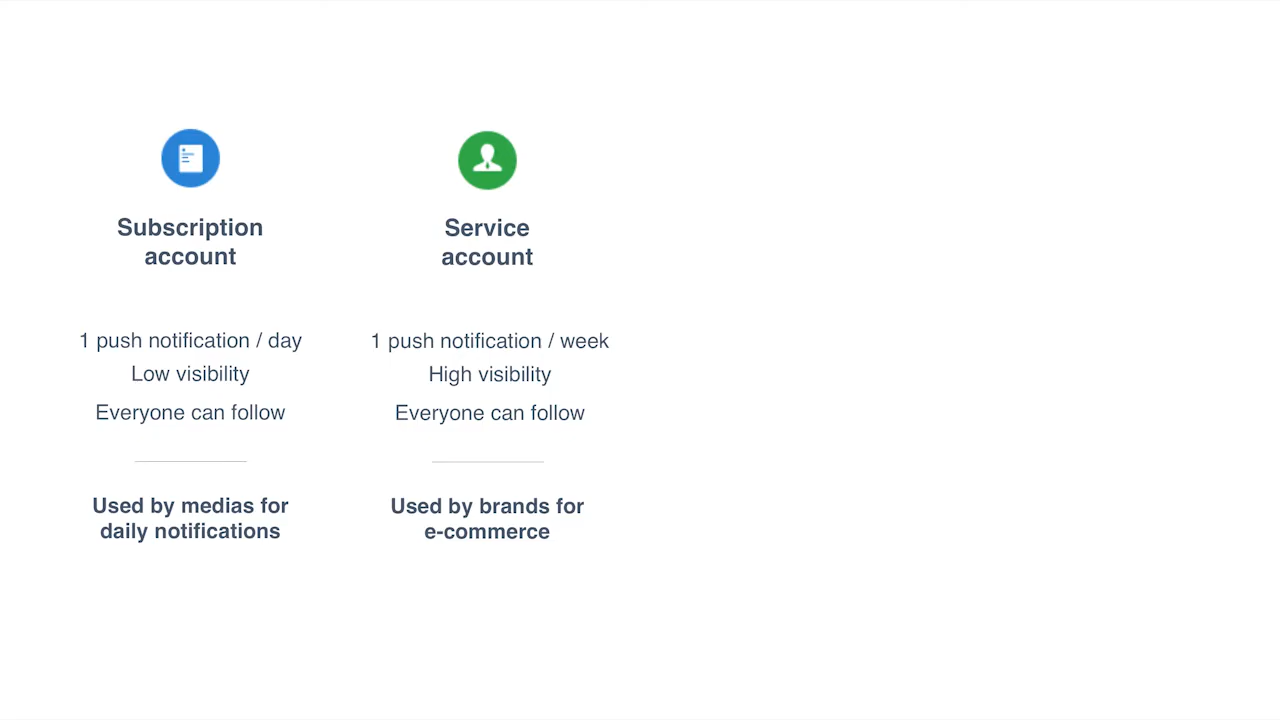 Subscription
account
1 push notification / day
Low visibility
Everyone can follow
Used by medias for
daily notifications
Service
account
1 push notification / week
High visibility
Everyone can follow
Used by brands for
e-commerce